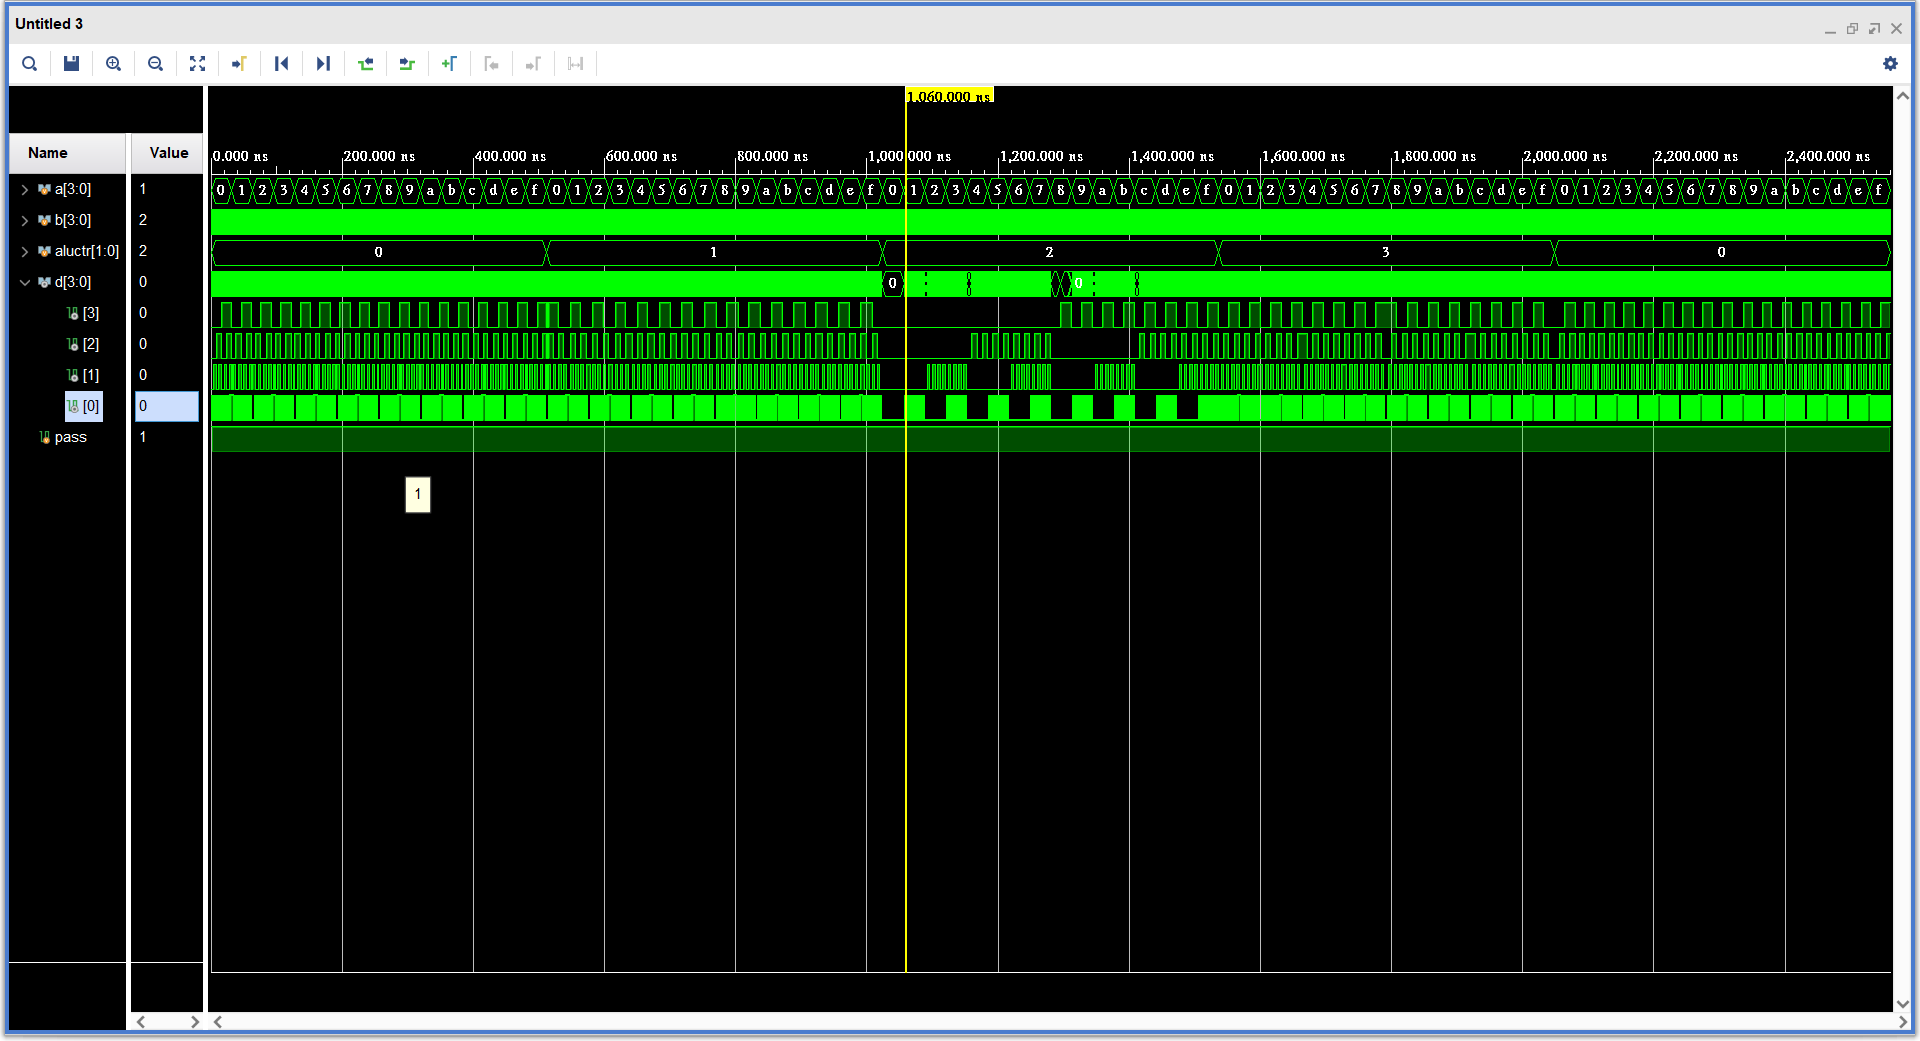 Untitled 3
1,060.000 ns
Name Value
0.000 ns 200.000 ns 400.000 ns 600.000 ns 800.000 ns 1,000.000 ns 1,200.000 ns 1,400.000 ns 1,600.000 ns 1,800.000 ns 2,000.000 ns 2,200.000 ns 2,400.000 ns
a[3:0] 1 0 1 2 3 4 5 6 7 8 9 a b c d e f 0 1 2 3 4 5 6 7 8 9 a b c d e f 0 1 2 3 4 5 6 7 8 9 a b c d e f 0 1 2 3 4 5 6 7 8 9 a b c d e f 0 1 2 3 4 5 6 7 8 9 a b c d e f
b[3:0] 2
aluctr[1:0] 2 0 1 2 3 0
d[3:0] 0 0 0
[3] 0
[2] 0
[1] 0
[0] 0
pass 1
1